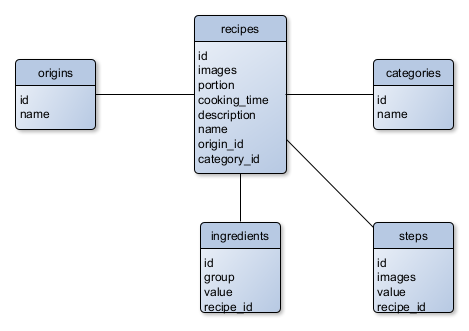 recipes
id
images
portion
cooking_time
description
name
origin_id
category_id
origins
id
name
categories
id
name
ingredients
id
group
value
recipe_id
steps
id
images
value
recipe_id